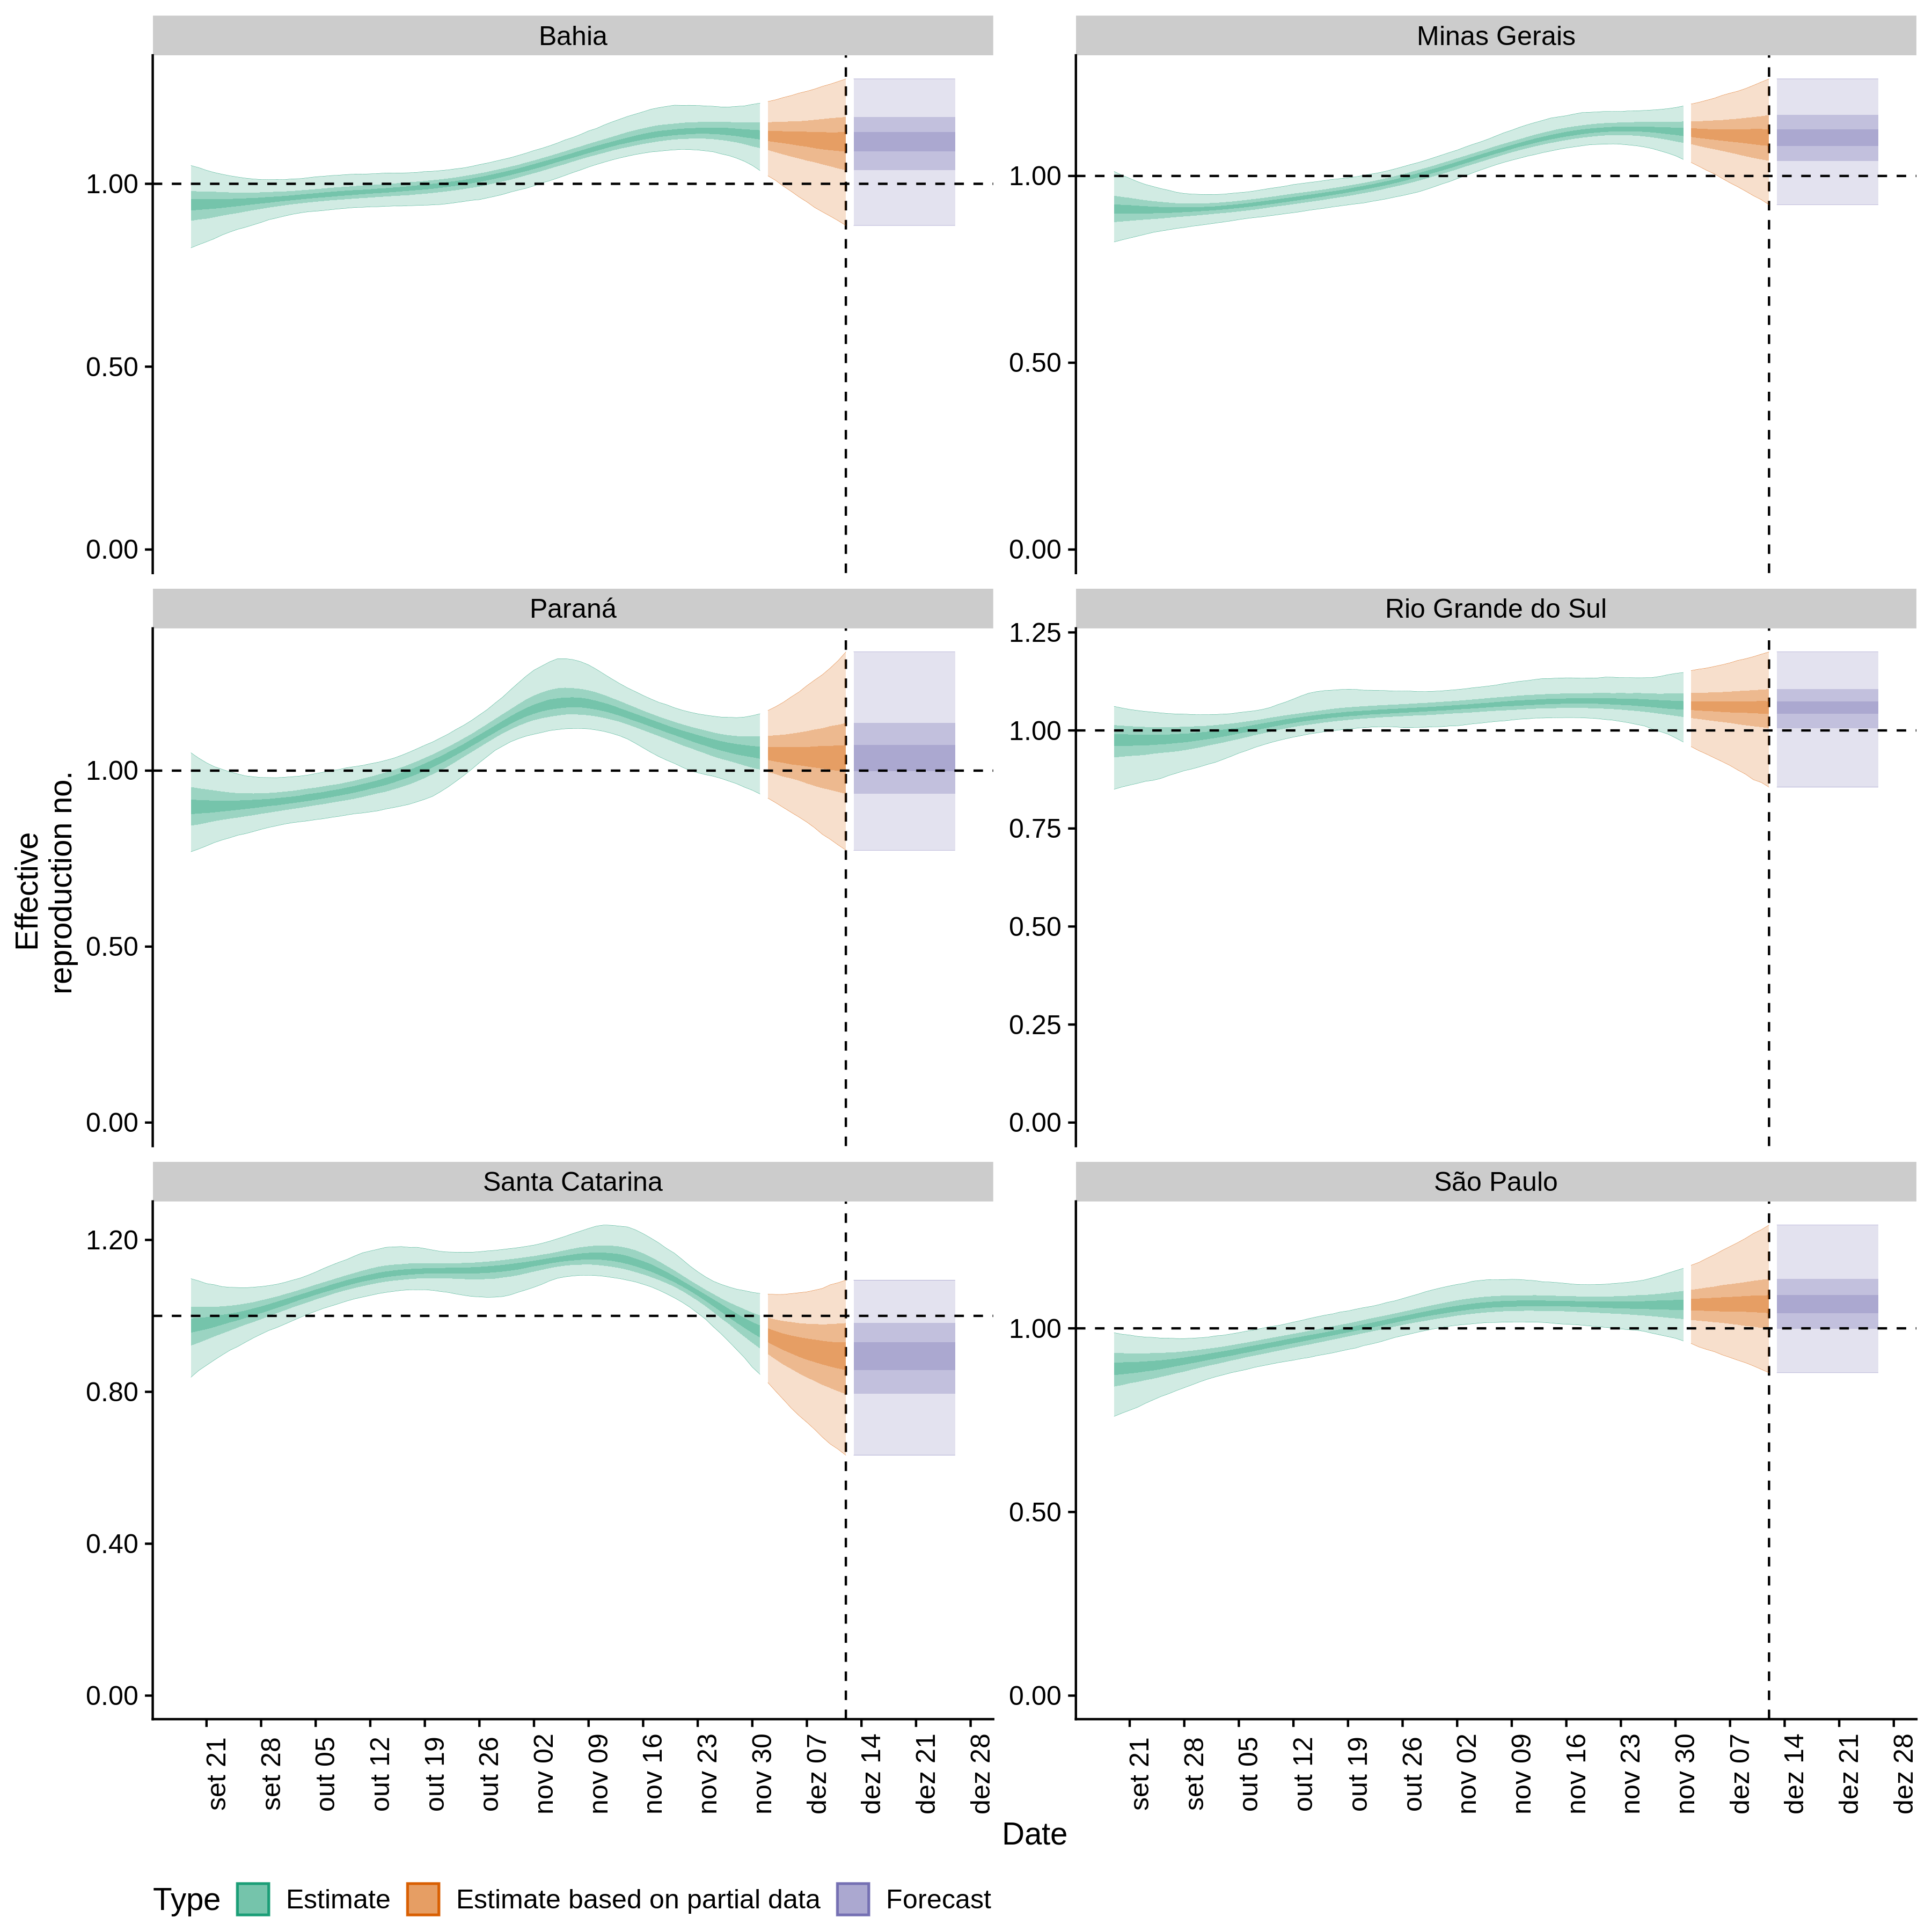 Bahia
Minas Gerais
1.00
0.50
0.00
1.00
0.50
0.00
Paraná
Rio Grande do Sul
1.00
0.50
0.00
1.25
1.00
0.75
0.50
0.25
0.00
Effective
reproduction no.
Santa Catarina
São Paulo
1.20
0.80
0.40
0.00
1.00
0.50
0.00
set 21
set 28
out 05
out 12
out 19
out 26
nov 02
nov 09
nov 16
nov 23
nov 30
dez 07
dez 14
dez 21
dez 28
set 21
set 28
out 05
out 12
out 19
out 26
nov 02
nov 09
nov 16
nov 23
nov 30
dez 07
dez 14
dez 21
dez 28
Date
Type Estimate Estimate based on partial data Forecast